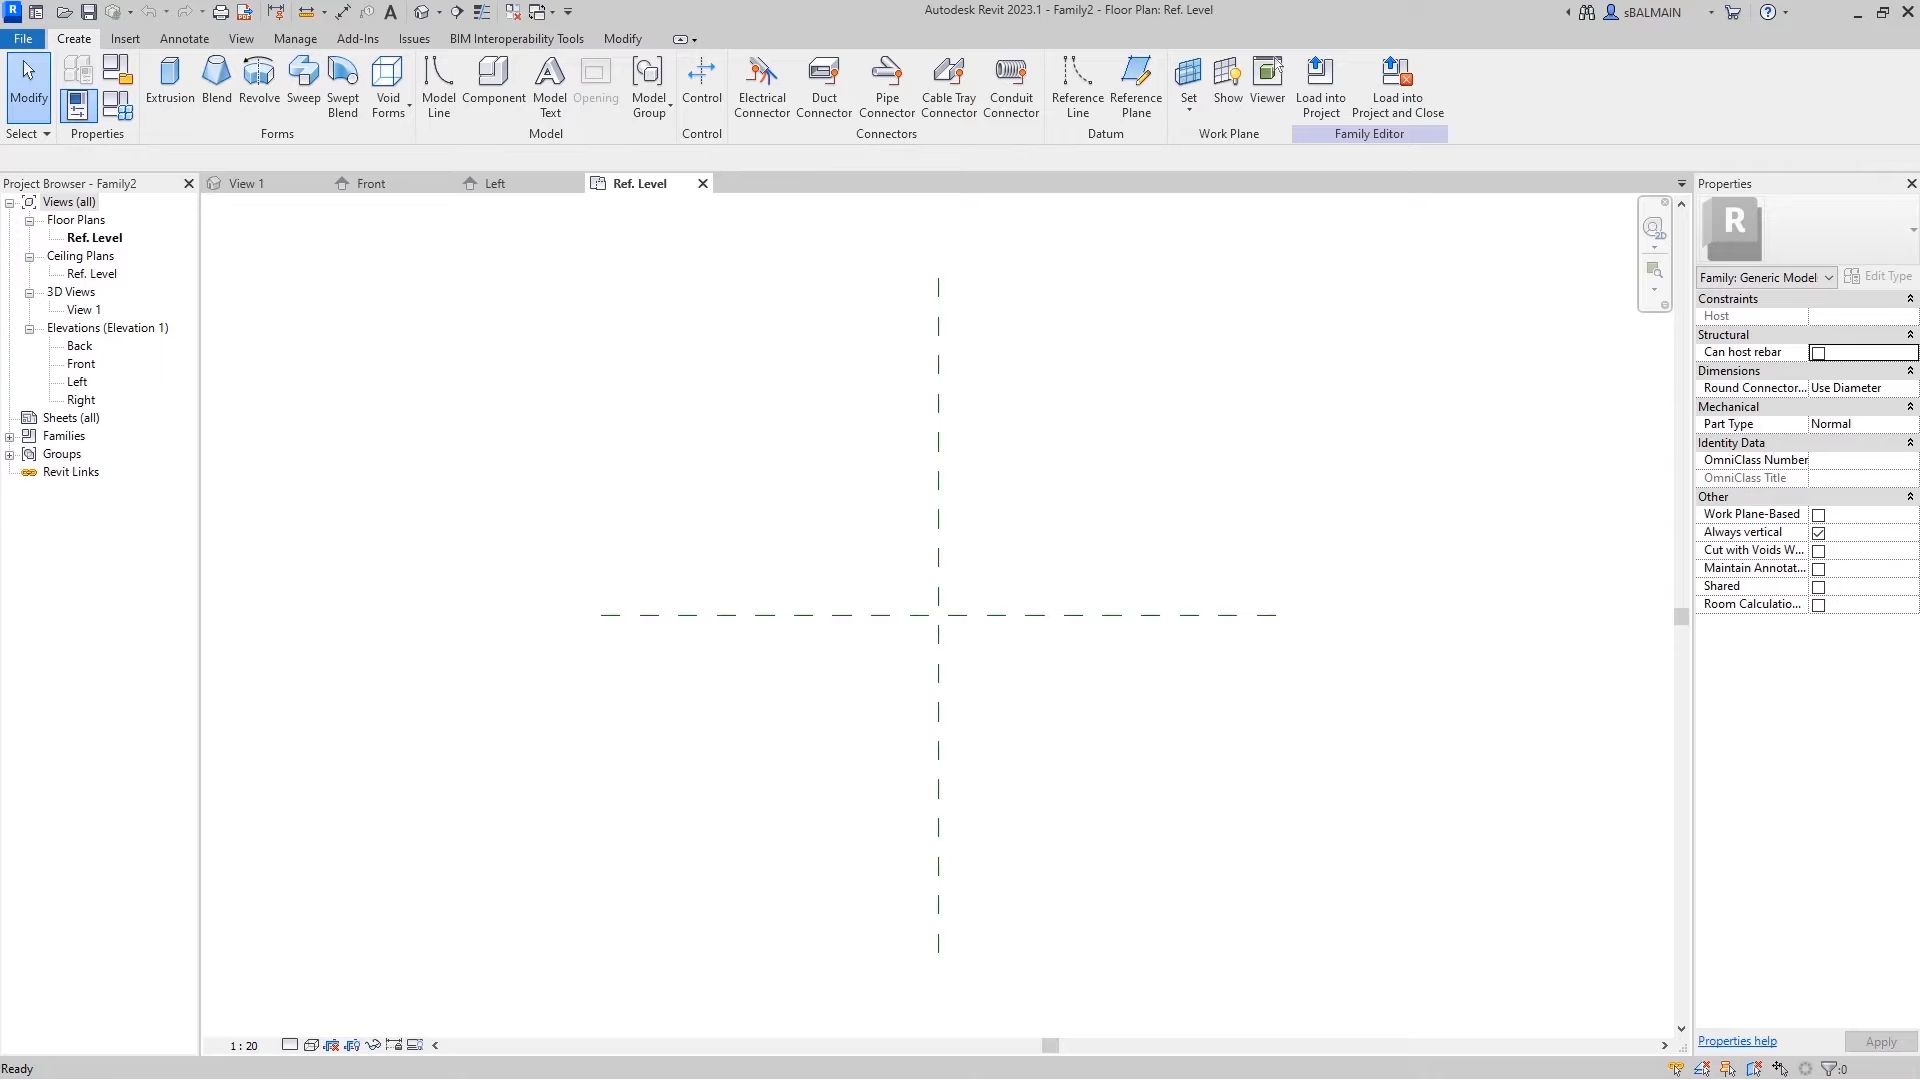 Autodesk Revit 2023.1 - Family2 - Floor Plan: Ref. Level
sBALMAIN
File Create Insert Annotate View Manage Add-Ins Issues BIM Interoperability Tools Modify
Modify
Extrusion Blend Revolve Sweep Swept Blend Void Forms
Model Line Component Model Text Opening Model Group
Control
Electrical Connector Duct Connector Pipe Connector Cable Tray Connector Conduit Connector
Reference Line Reference Plane
Set Show Viewer
Load into Project Load into Project and Close
Select Properties Forms Model Control Connectors Datum Work Plane Family Editor
Project Browser - Family2
View 1 Front Left Ref. Level
Views (all)
Floor Plans
Ref. Level
Ceiling Plans
Ref. Level
3D Views
View 1
Elevations (Elevation 1)
Back
Front
Left
Right
Sheets (all)
Families
Groups
Revit Links
2D
Properties
R
Family: Generic Model Edit Type
Constraints
Host
Structural
Can host rebar
Dimensions
Round Connector... Use Diameter
Mechanical
Part Type Normal
Identity Data
OmniClass Number
OmniClass Title
Other
Work Plane-Based
Always vertical
Cut with Voids W...
Maintain Annotat...
Shared
Room Calculatio...
Properties help Apply
1 : 20
Ready
:0